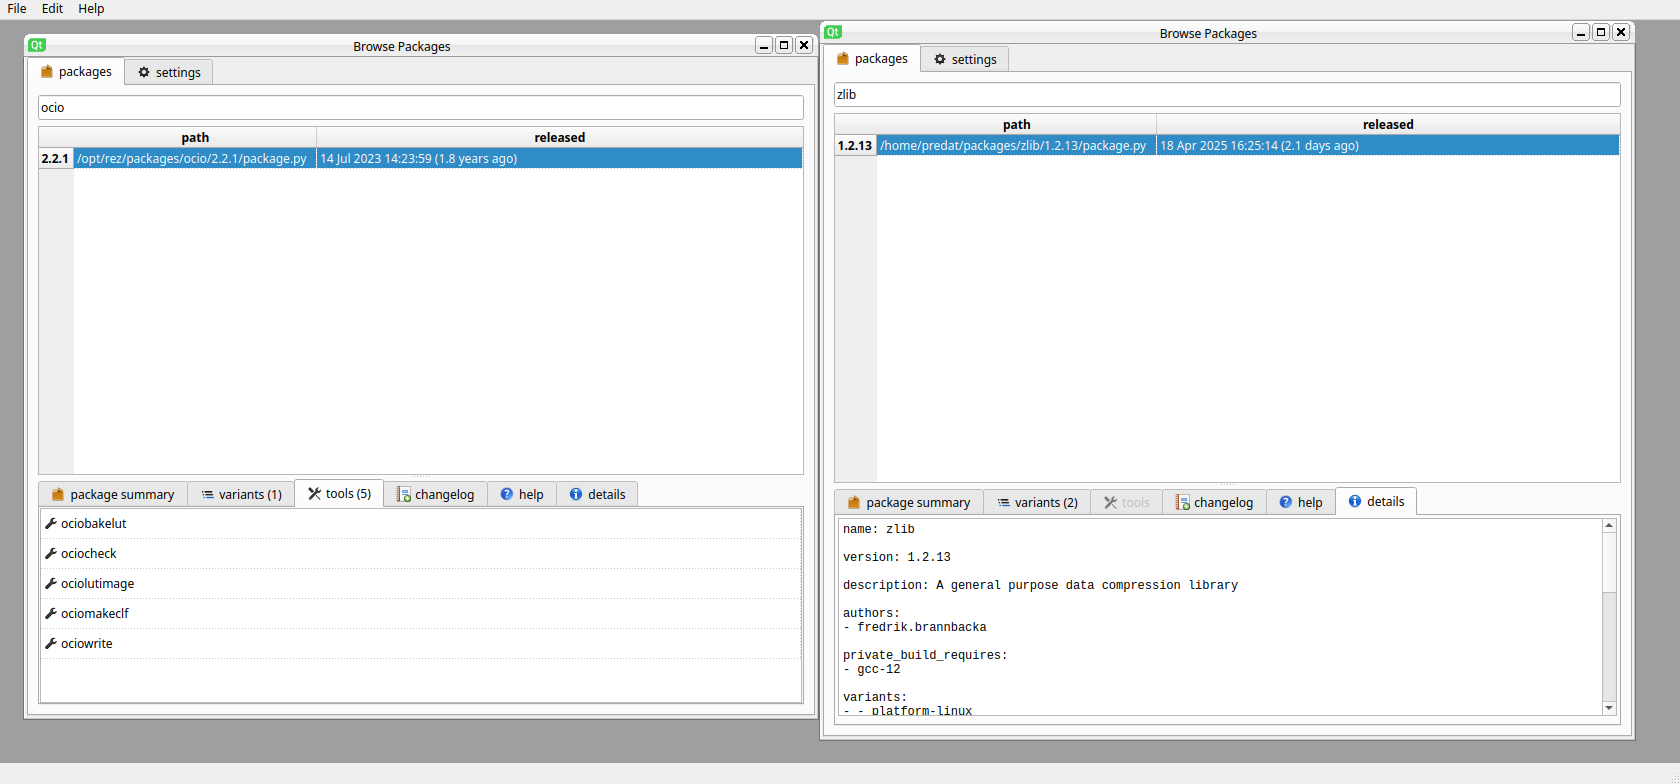 File Edit Help
Qt Browse Packages
packages settings
ocio
path released
2.2.1 /opt/rez/packages/ocio/2.2.1/package.py 14 Jul 2023 14:23:59 (1.8 years ago)
package summary variants (1) tools (5) changelog help details
ociobakelut
ociocheck
ociolutimage
ociomakeclf
ociowrite
Qt Browse Packages
packages settings
zlib
path released
1.2.13 /home/predat/packages/zlib/1.2.13/package.py 18 Apr 2025 16:25:14 (2.1 days ago)
package summary variants (2) tools changelog help details
name: zlib
version: 1.2.13
description: A general purpose data compression library
authors:
- fredrik.brannbacka
private_build_requires:
- gcc-12
variants:
- - platform-linux